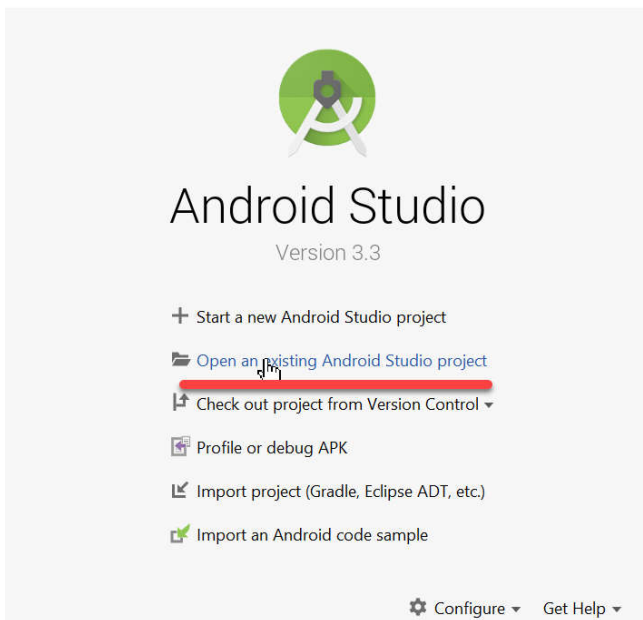 Android Studio
Version 3.3
Start a new Android Studio project
Open an existing Android Studio project
Check out project from Version Control
Profile or debug APK
Import project (Gradle, Eclipse ADT, etc.)
Import an Android code sample
Configure Get Help